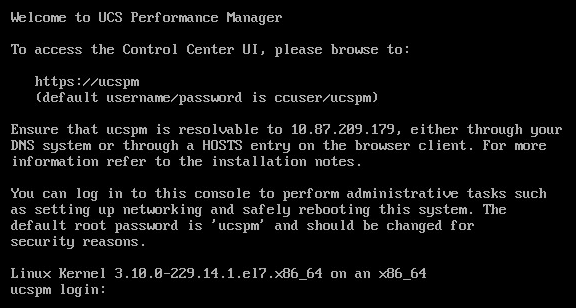 Welcome to UCS Performance Manager
To access the Control Center UI, please browse to:
https://ucspm
(default username/password is ccuser/ucspm)
Ensure that ucspm is resolvable to 10.87.209.179, either through your
DNS system or through a HOSTS entry on the browser client. For more
information refer to the installation notes.
You can log in to this console to perform administrative tasks such
as setting up networking and safely rebooting this system. The
default root password is 'ucspm' and should be changed for
security reasons.
Linux Kernel 3.10.0-229.14.1.el7.x86_64 on an x86_64
ucspm login: